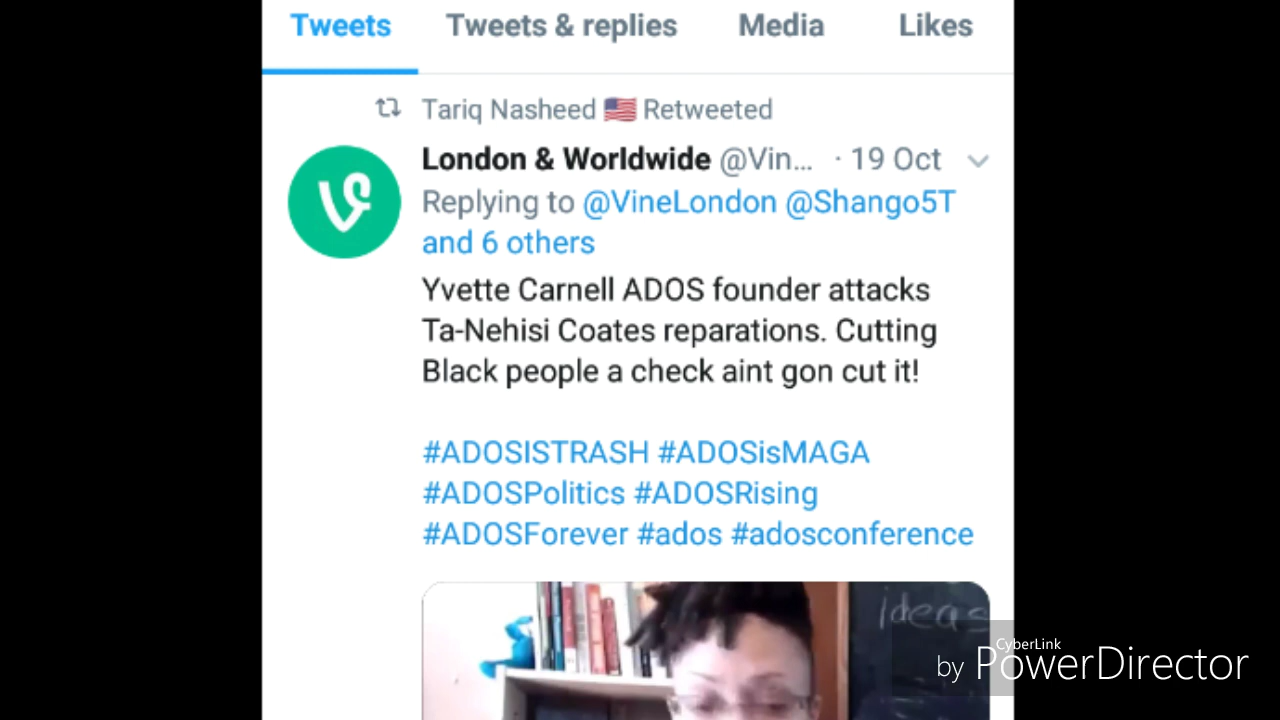 Tweets Tweets & replies Media Likes
Tariq Nasheed 🇺🇸 Retweeted
London & Worldwide @Vin... · 19 Oct
Replying to @VineLondon @Shango5T
and 6 others
Yvette Carnell ADOS founder attacks
Ta-Nehisi Coates reparations. Cutting
Black people a check aint gon cut it!
#ADOSISTRASH #ADOSisMAGA
#ADOSPolitics #ADOSRising
#ADOSForever #ados #adosconference
ideas
CyberLink
by PowerDirector